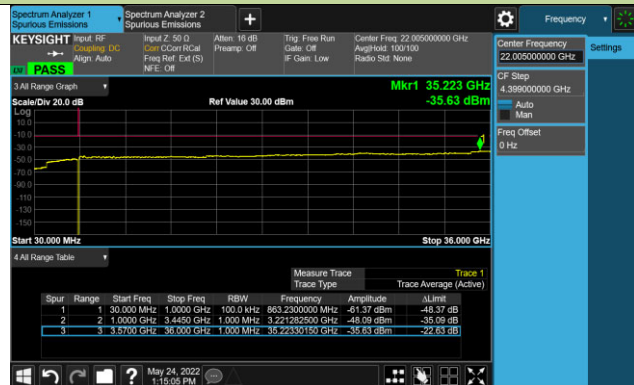 Spectrum Analyzer 1
Spurious Emissions
Spectrum Analyzer 2
Spurious Emissions
+
Frequency
KEYSIGHT Input: RF
Coupling: DC
Align: Auto
Input Z: 50 Ω
Corr CCorr RCal
Freq Ref: Ext (S)
NFE: Off
Atten: 16 dB
Preamp: Off
Trig: Free Run
Gate: Off
IF Gain: Low
Center Freq: 22.005000000 GHz
Avg|Hold: 100/100
Radio Std: None
PASS
Center Frequency
22.005000000 GHz
Settings
CF Step
4.399000000 GHz
Auto
Man
Freq Offset
0 Hz
3 All Range Graph
Mkr1 35.223 GHz
Scale/Div 20.0 dB
Ref Value 30.00 dBm
-35.63 dBm
Log
10.0
-10.0
-30.0
-50.0
-70.0
-90.0
-110
-130
-150
Start 30.000 MHz
Stop 36.000 GHz
4 All Range Table
Measure Trace Trace 1
Trace Type Trace Average (Active)
Spur Range Start Freq Stop Freq RBW Frequency Amplitude ΔLimit
1 1 30.000 MHz 1.0000 GHz 100.0 kHz 863.2300000 MHz -61.37 dBm -48.37 dB
2 2 1.0000 GHz 3.4450 GHz 1.000 MHz 3.221282500 GHz -48.09 dBm -35.09 dB
3 3 3.5700 GHz 36.000 GHz 1.000 MHz 35.22330150 GHz -35.63 dBm -22.63 dB
?
May 24, 2022
1:15:05 PM